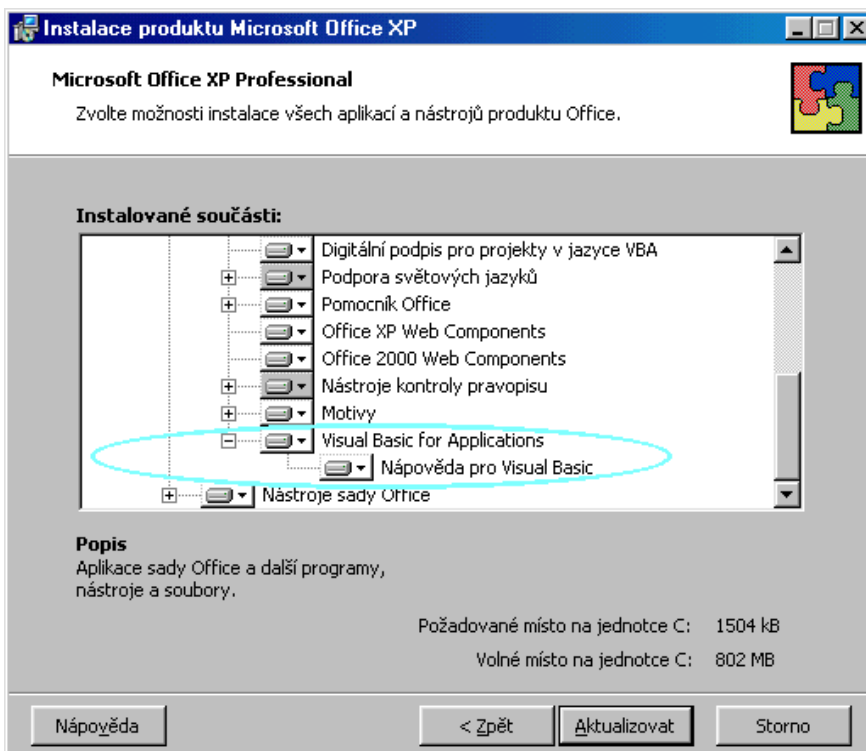 Instalace produktu Microsoft Office XP
Microsoft Office XP Professional
Zvolte možnosti instalace všech aplikací a nástrojů produktu Office.
Instalované součásti:
Digitální podpis pro projekty v jazyce VBA
Podpora světových jazyků
Pomocník Office
Office XP Web Components
Office 2000 Web Components
Nástroje kontroly pravopisu
Motivy
Visual Basic for Applications
Nápověda pro Visual Basic
Nástroje sady Office
Popis
Aplikace sady Office a další programy,
nástroje a soubory.
Požadované místo na jednotce C: 1504 kB
Volné místo na jednotce C: 802 MB
Nápověda < Zpět Aktualizovat Storno